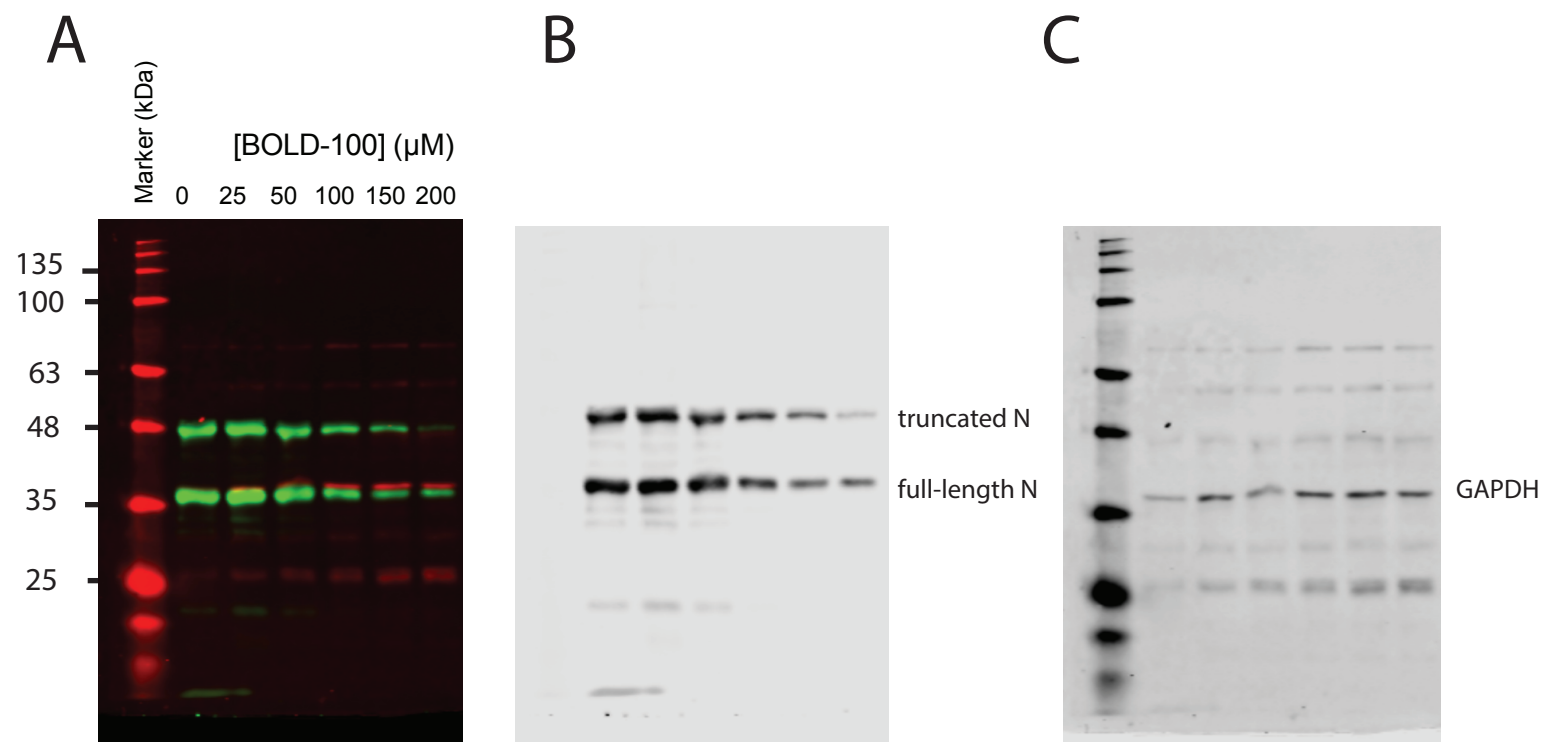 A
B
C
Marker (kDa)
[BOLD-100] (µM)
0 25 50 100 150 200
135
100
63
48
35
25
truncated N
full-length N
GAPDH